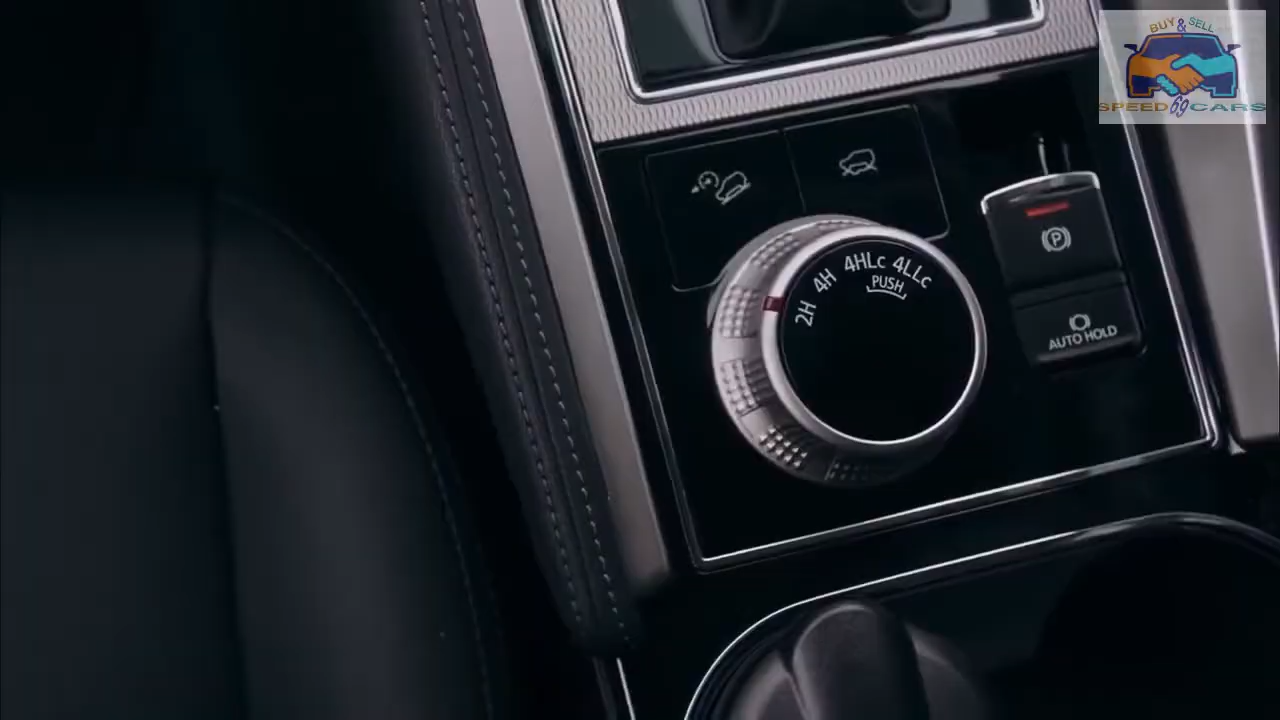 BUY & SELL
SPEED 69 CARS
2H 4H 4HLc 4LLc
PUSH
P
AUTO HOLD